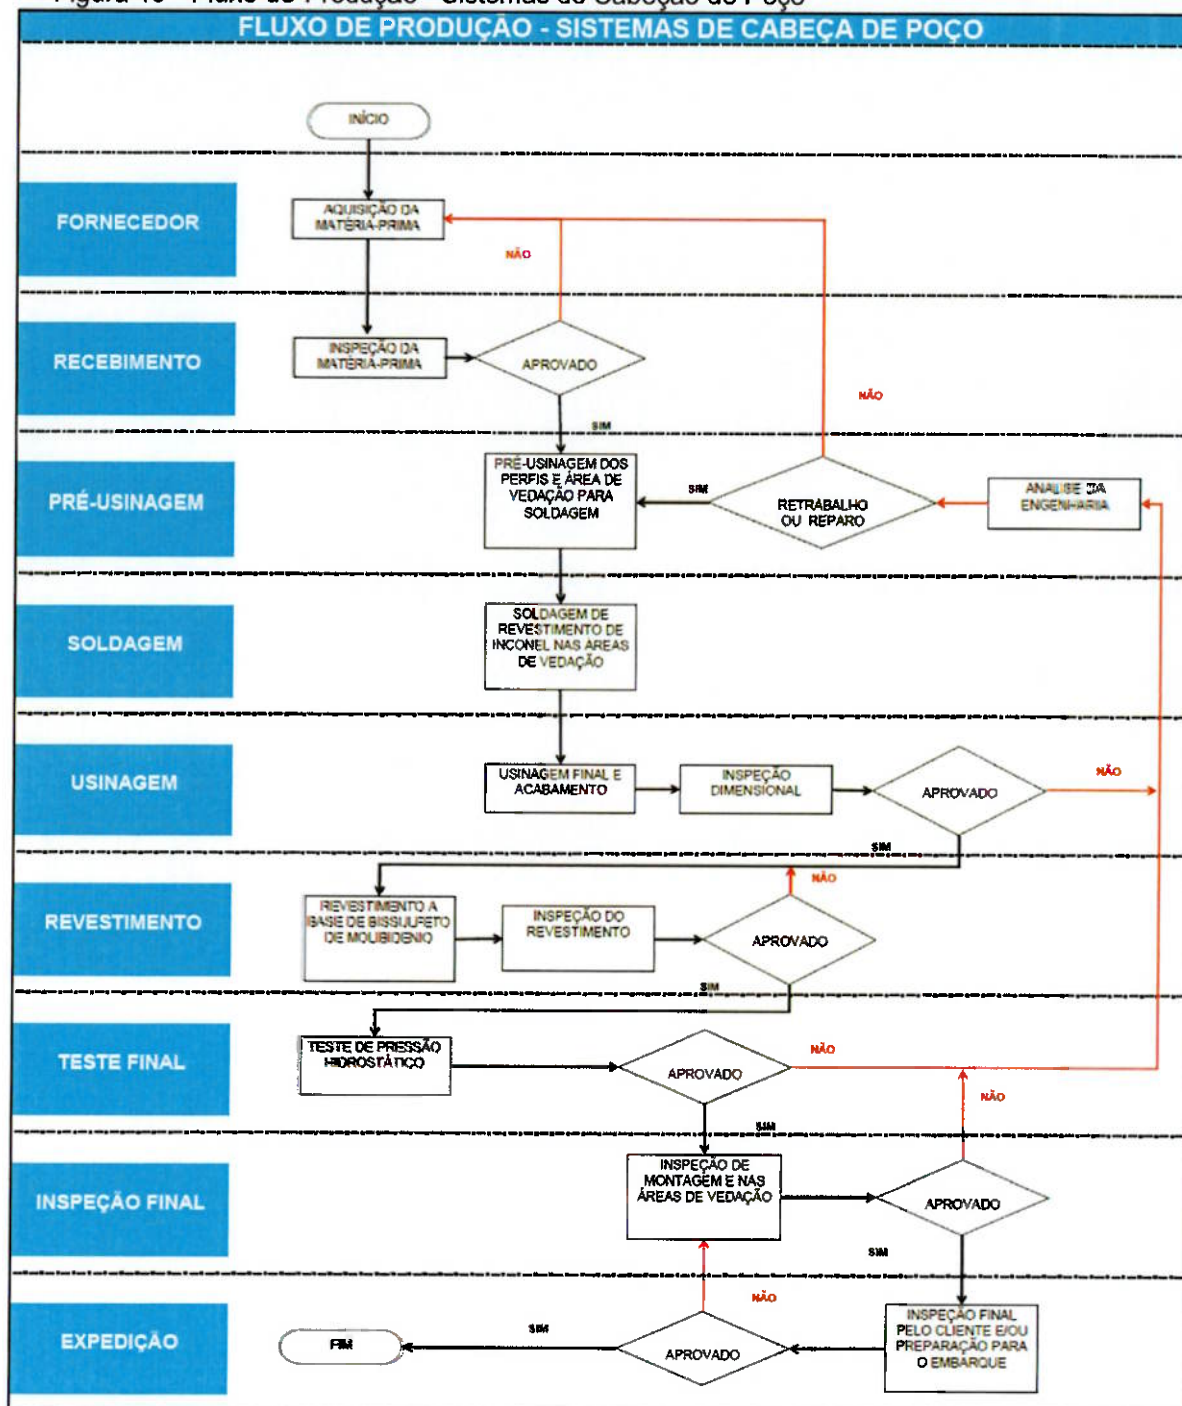 FLUXO DE PRODUÇÃO - SISTEMAS DE CABEÇA DE POÇO
INÍCIO
FORNECEDOR
AQUISIÇÃO DA
MATÉRIA-PRIMA
NÃO
RECEBIMENTO
INSPEÇÃO DA
MATÉRIA-PRIMA
APROVADO
NÃO
SIM
PRÉ-USINAGEM
PRÉ-USINAGEM DOS
PERFIS E ÁREA DE
VEDAÇÃO PARA
SOLDAGEM
SIM
RETRABALHO
OU REPARO
ANALISE DA
ENGENHARIA
SOLDAGEM
SOLDAGEM DE
REVESTIMENTO DE
INCONEL NAS ÁREAS
DE VEDAÇÃO
USINAGEM
USINAGEM FINAL E
ACABAMENTO
INSPEÇÃO
DIMENSIONAL
APROVADO
NÃO
SIM
REVESTIMENTO
REVESTIMENTO A
BASE DE BISSULFETO
DE MOLIBIDENIO
INSPEÇÃO DO
REVESTIMENTO
APROVADO
NÃO
SIM
TESTE FINAL
TESTE DE PRESSÃO
HIDROSTÁTICO
APROVADO
NÃO
NÃO
SIM
INSPEÇÃO FINAL
INSPEÇÃO DE
MONTAGEM E NAS
ÁREAS DE VEDAÇÃO
APROVADO
SIM
EXPEDIÇÃO
FIM
SIM
APROVADO
NÃO
INSPEÇÃO FINAL
PELO CLIENTE E/OU
PREPARAÇÃO PARA
O EMBARQUE